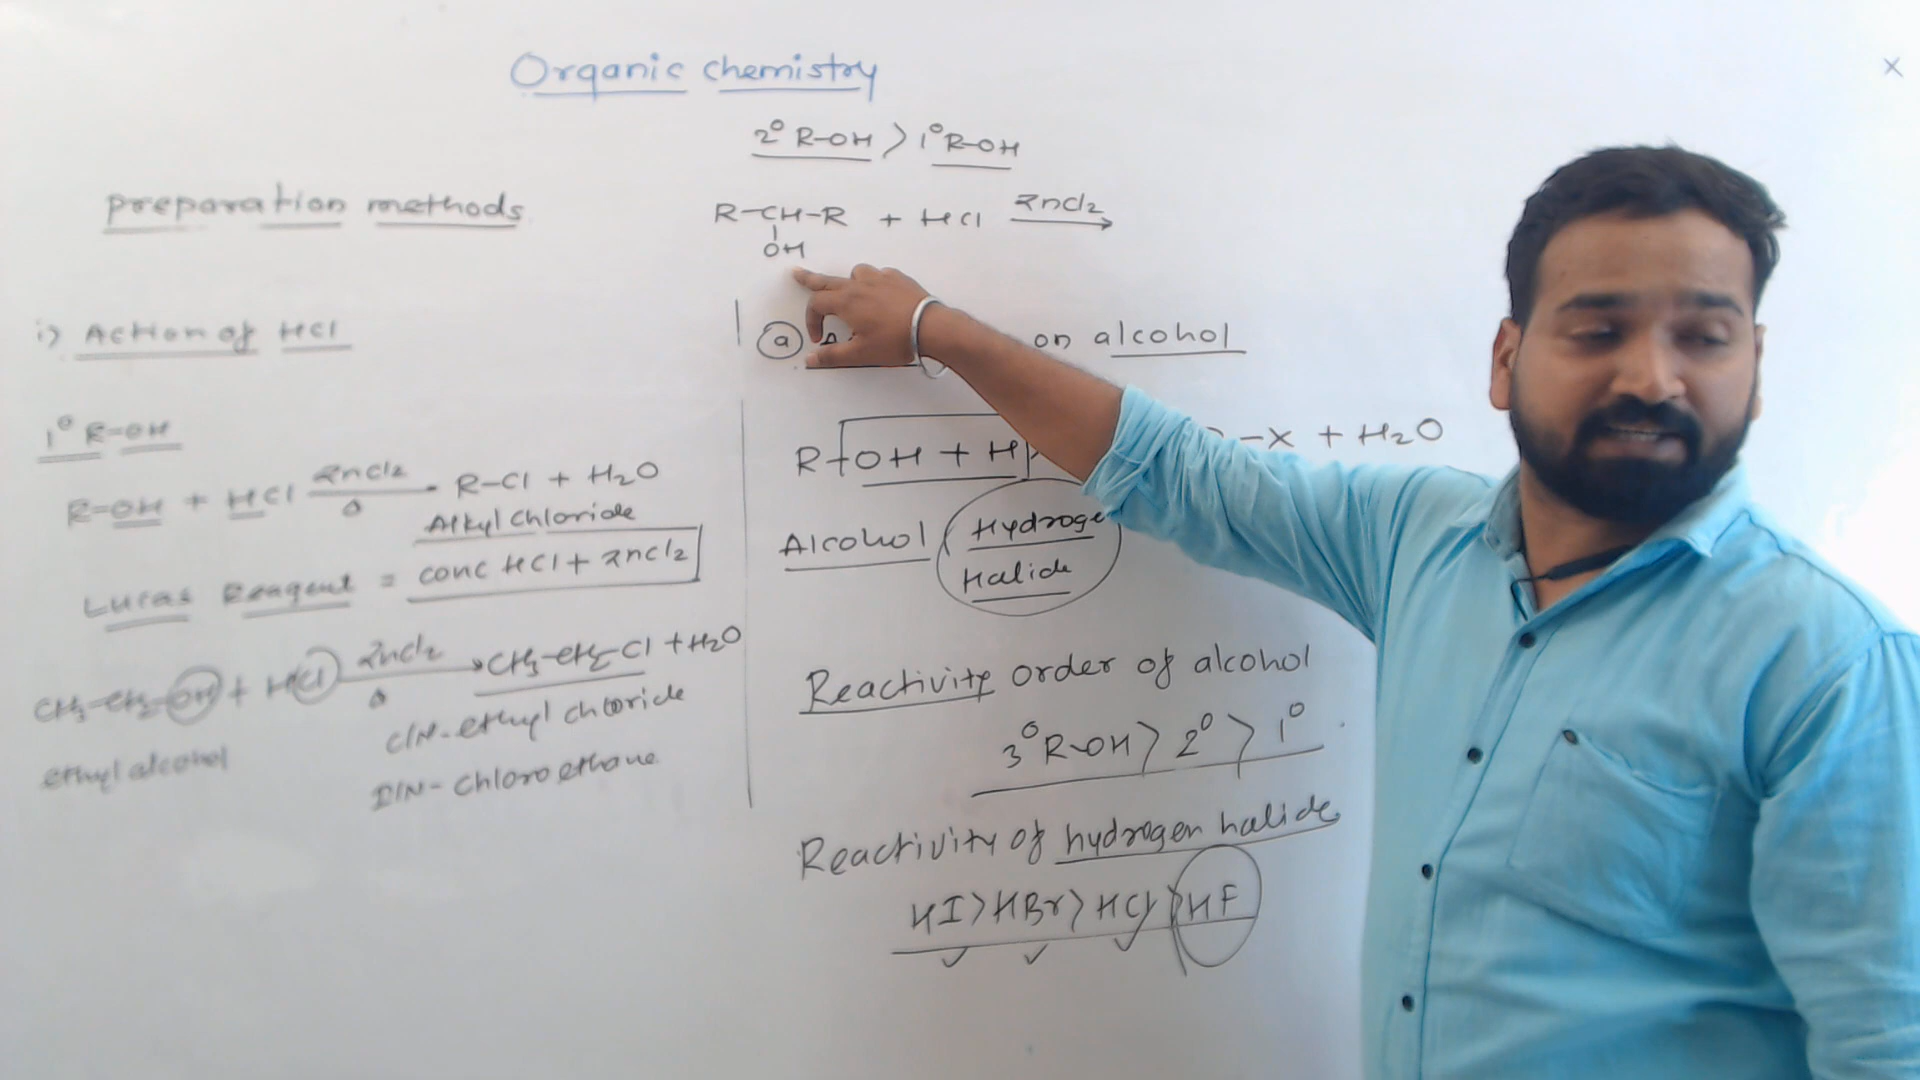 Organic chemistry
×
2° R-OH > 1° R-OH
R-CH-R + HCl ZnCl2 →
OH
preparation methods
i) Action of HCl
1° R-OH
R-OH + HCl ZnCl2 Δ → R-Cl + H2O
Alkyl chloride
Lucas Reagent = conc HCl + ZnCl2
CH3-CH2-OH + HCl ZnCl2 Δ → CH3-CH2-Cl + H2O
ethyl alcohol
C/N- ethyl chloride
I/N- chloro ethane
(a) on alcohol
R-OH + H -X + H2O
Alcohol Hydroge
Halide
Reactivity order of alcohol
3° R-OH > 2° > 1°
Reactivity of hydrogen halide
HI > HBr > HCl > HF